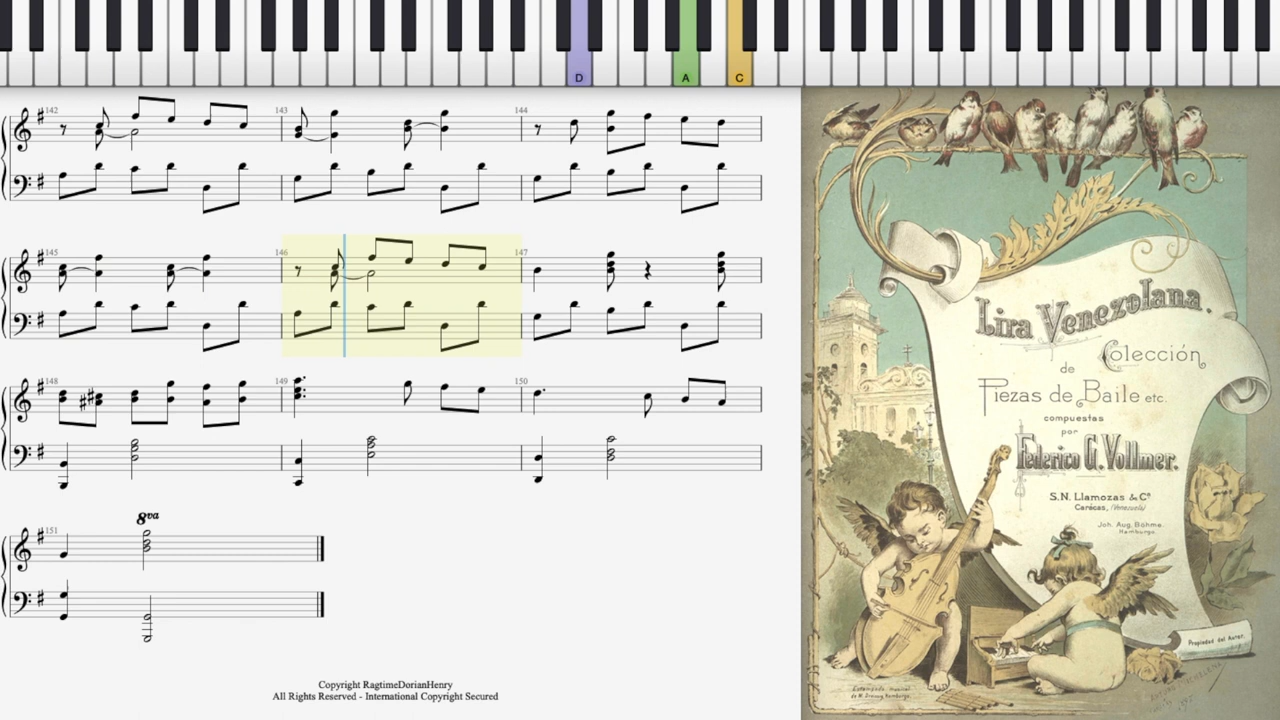 D A C
142 143 144
145 146 147
148 149 150
8va
151
Copyright RagtimeDorianHenry
All Rights Reserved - International Copyright Secured
Lira Venezolana.
Colección
de
Piezas de Baile etc.
compuestas
por
Federico G. Vollmer.
S.N. Llamozas & Cª
Carácas, (Venezuela)
Joh. Aug. Böhme.
Hamburgo.
Propiedad del Autor.